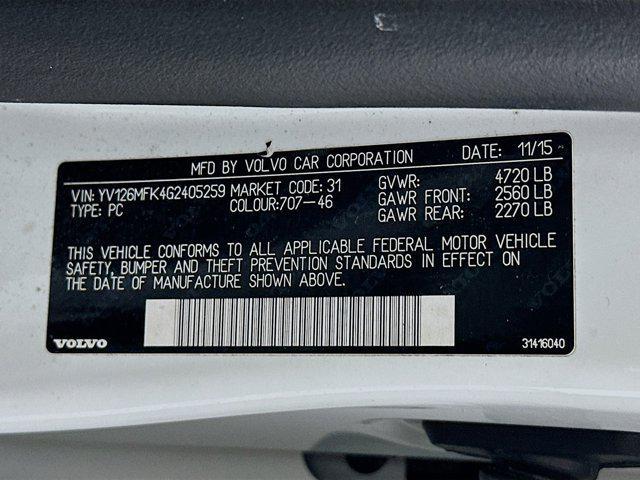 MFD BY VOLVO CAR CORPORATION DATE: 11/15
VIN: YV126MFK4G2405259 MARKET CODE: 31 GVWR: 4720 LB
TYPE: PC COLOUR:707-46 GAWR FRONT: 2560 LB
GAWR REAR: 2270 LB
THIS VEHICLE CONFORMS TO ALL APPLICABLE FEDERAL MOTOR VEHICLE
SAFETY, BUMPER AND THEFT PREVENTION STANDARDS IN EFFECT ON
THE DATE OF MANUFACTURE SHOWN ABOVE.
VOLVO 31416040